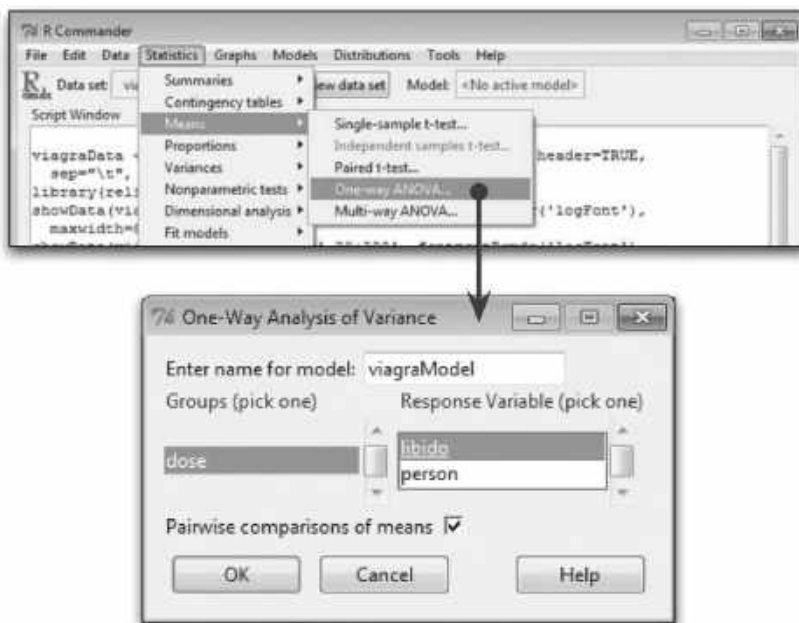 R Commander
File Edit Data Statistics Graphs Models Distributions Tools Help
Data set: New data set Model: <No active model>
Script Window
Summaries
Contingency tables
Means
Proportions
Variances
Nonparametric tests
Dimensional analysis
Fit models
Single-sample t-test...
Independent samples t-test...
Paired t-test...
One-way ANOVA...
Multi-way ANOVA...
viagraData header=TRUE,
sep="\t",
library(rel
showData(via ('logFont'),
maxwidth=
One-Way Analysis of Variance
Enter name for model: viagraModel
Groups (pick one) Response Variable (pick one)
dose
libido
person
Pairwise comparisons of means
OK Cancel Help